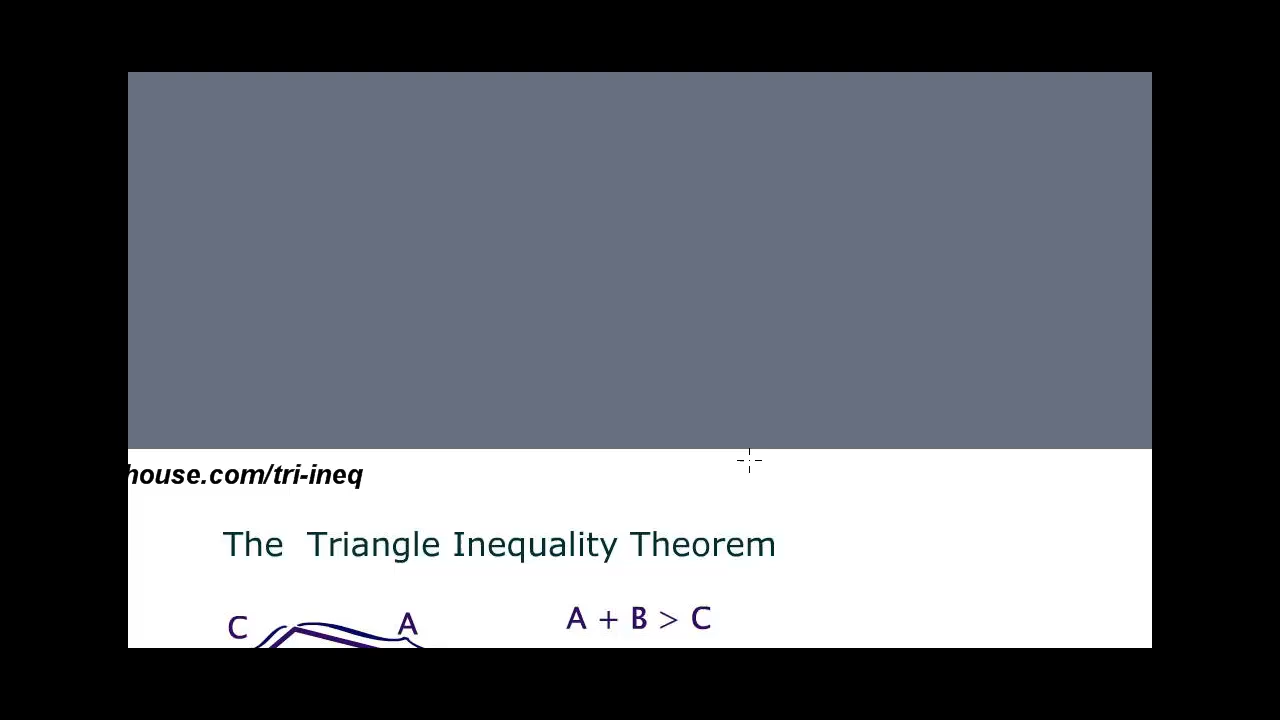 house.com/tri-ineq
The Triangle Inequality Theorem
C A A + B > C